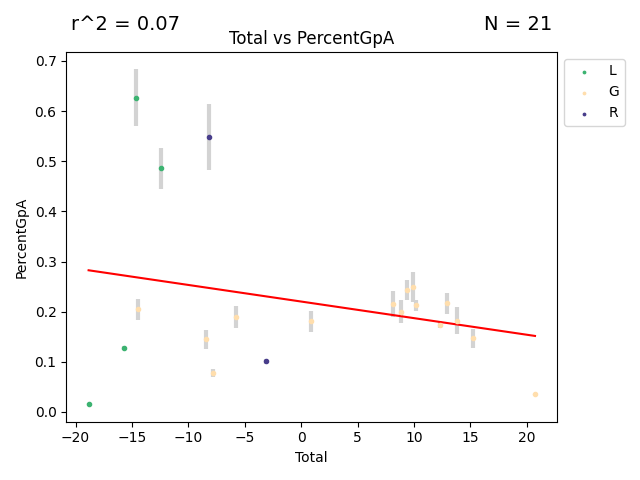 r^2 = 0.07
N = 21
Total vs PercentGpA
L
G
R
PercentGpA
0.7
0.6
0.5
0.4
0.3
0.2
0.1
0.0
−20
−15
−10
−5
0
5
10
15
20
Total